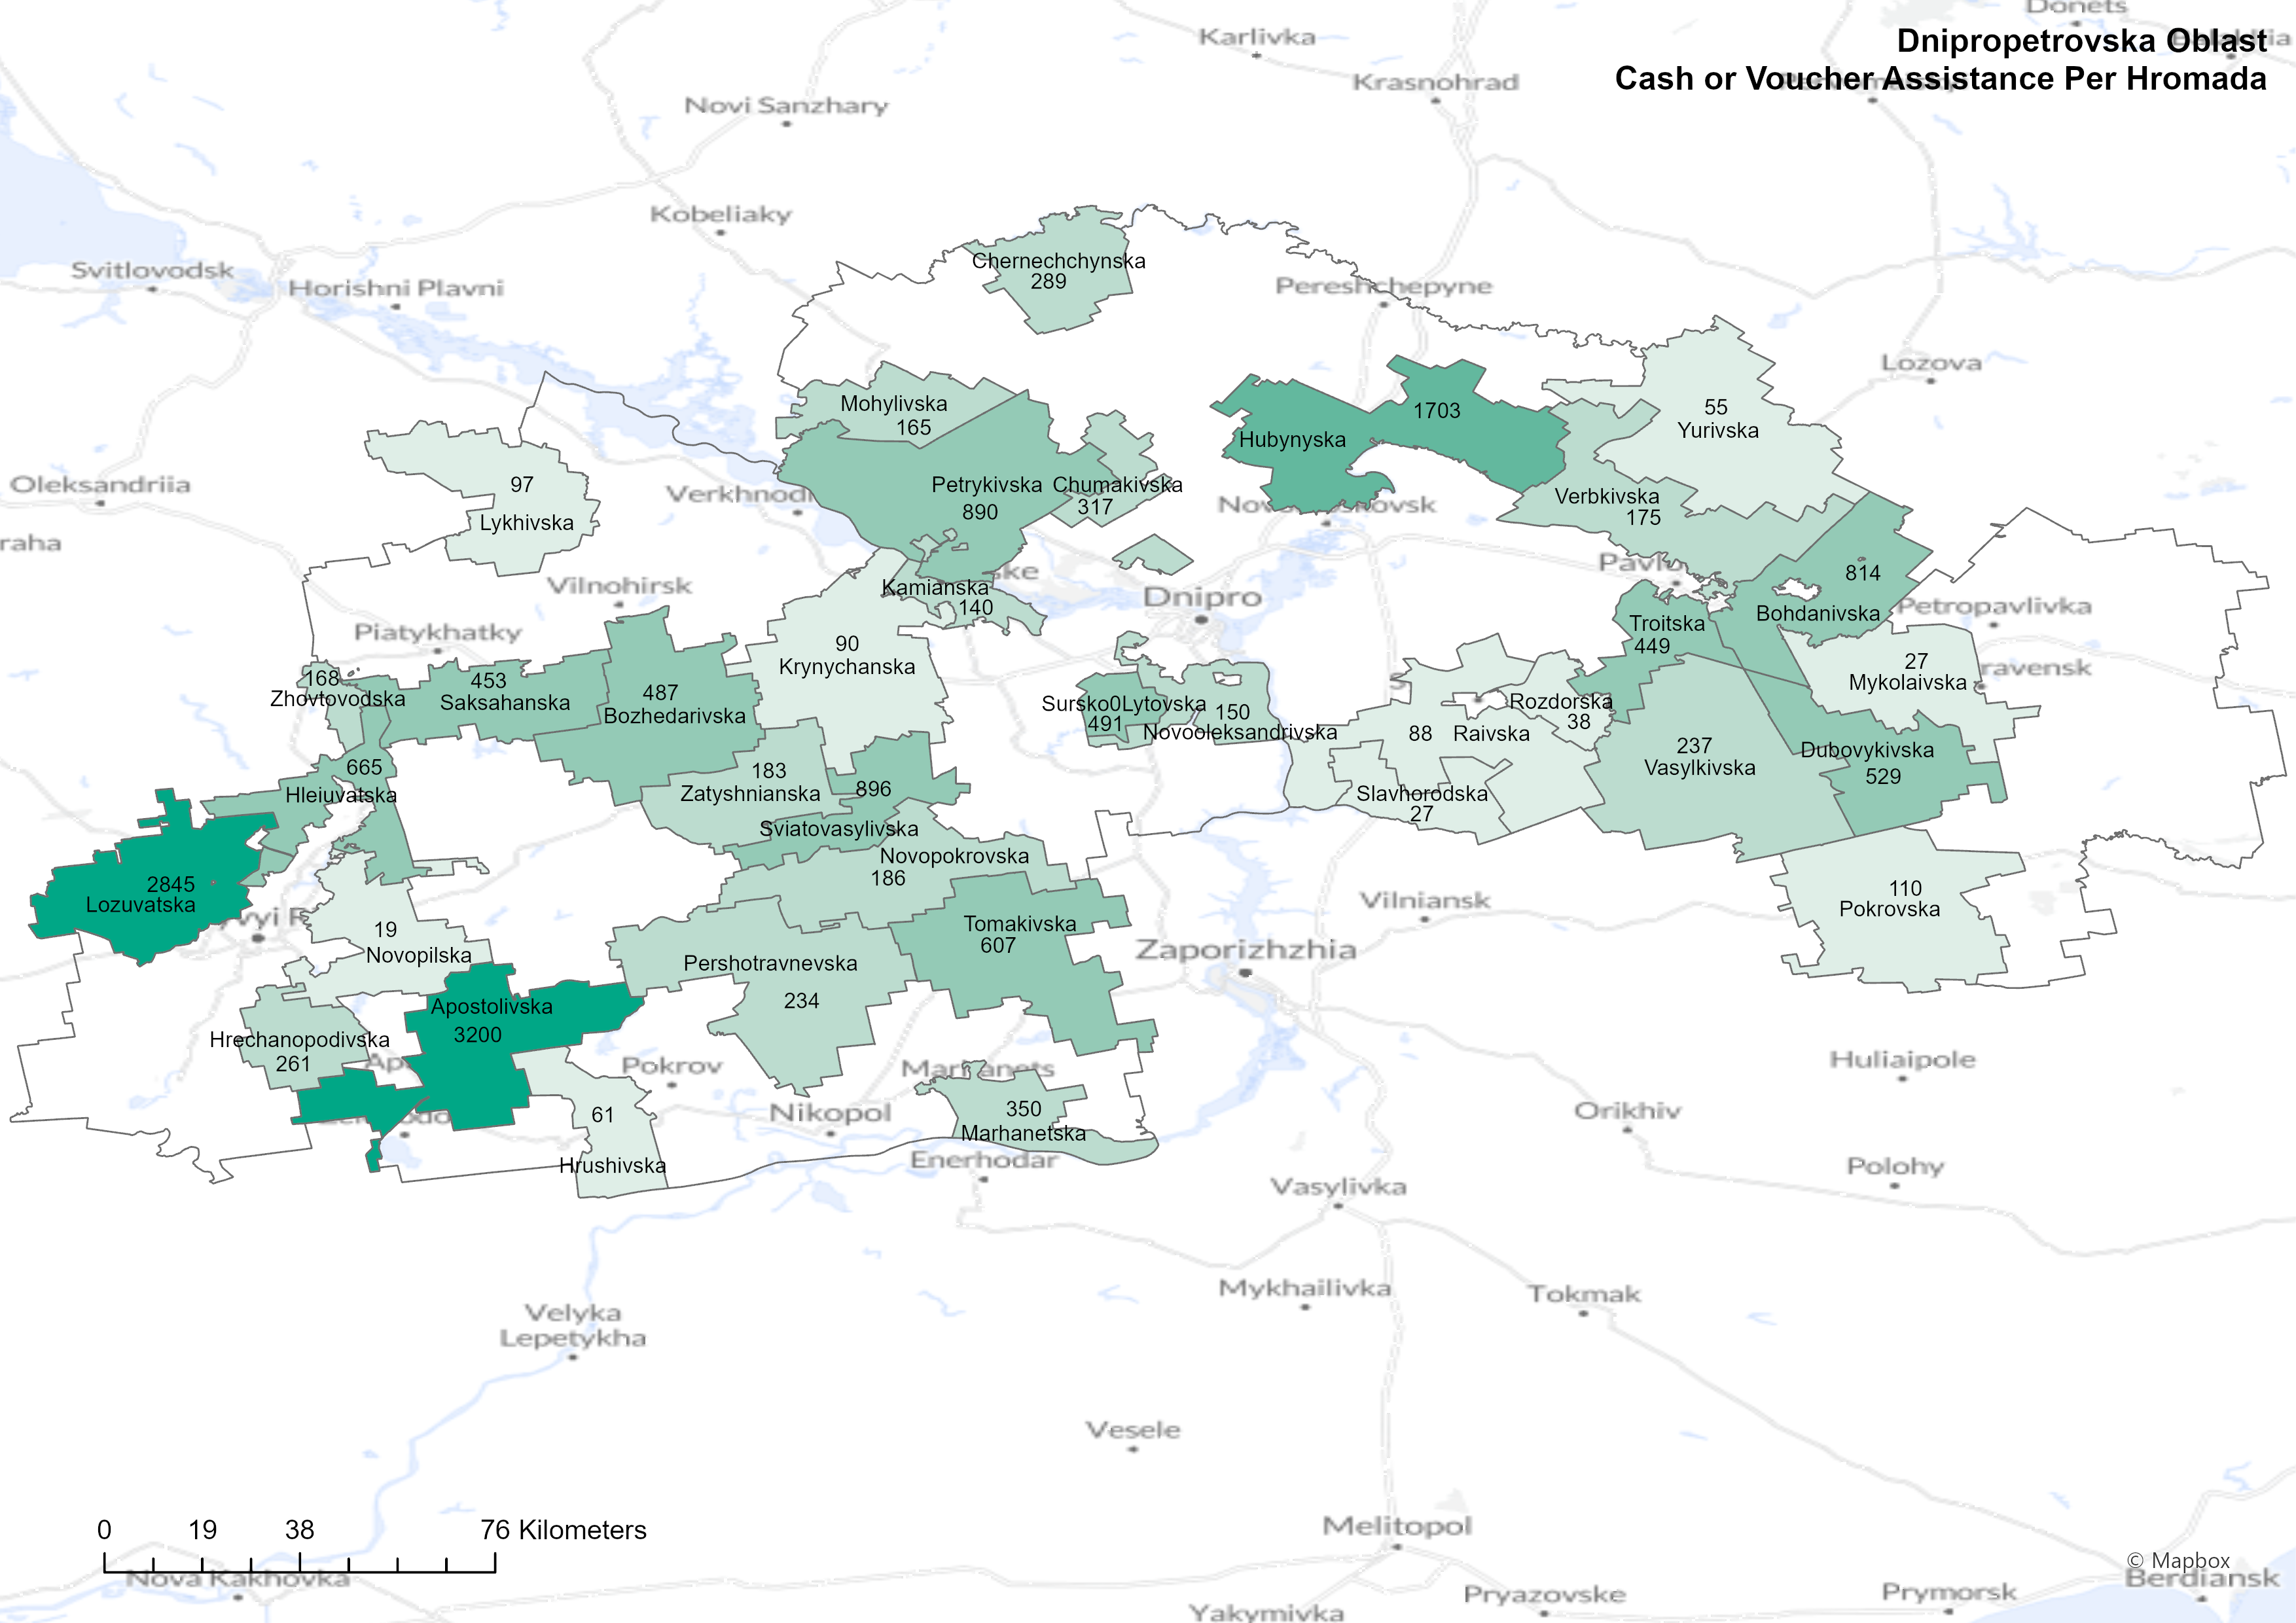 Donets
Dnipropetrovska Oblast
Cash or Voucher Assistance Per Hromada
Karlivka
Krasnohrad
Novi Sanzhary
Kobeliaky
Svitlovodsk
Horishni Plavni
Chernechchynska
289
Pereshchepyne
Lozova
Mohylivska
165
1703
Hubynyska
55
Yurivska
Oleksandriia
97
Lykhivska
Petrykivska
890
Chumakivska
317
Verbkivska
175
raha
Vilnohirsk
Kamianska
140
Dnipro
814
Bohdanivska
Petropavlivka
Piatykhatky
Troitska
449
90
Krynychanska
27
Mykolaivska
ravensk
168
Zhovtovodska
453
Saksahanska
487
Bozhedarivska
Sursko0Lytovska
491
150
Novooleksandrivska
Rozdorska
38
88
Raivska
237
Vasylkivska
Dubovykivska
529
665
Hleiuvatska
183
Zatyshnianska
896
Sviatovasylivska
Slavhorodska
27
Novopokrovska
186
2845
Lozuvatska
110
Pokrovska
Vilniansk
19
Novopilska
Tomakivska
607
Zaporizhzhia
Pershotravnevska
234
Apostolivska
3200
Hrechanopodivska
261
Pokrov
Marhanets
Huliaipole
61
Hrushivska
Nikopol
350
Marhanetska
Orikhiv
Enerhodar
Polohy
Vasylivka
Mykhailivka
Tokmak
Velyka
Lepetykha
Vesele
0 19 38 76 Kilometers
Melitopol
© Mapbox
Nova Kakhovka
Berdiansk
Pryazovske
Prymorsk
Yakymivka